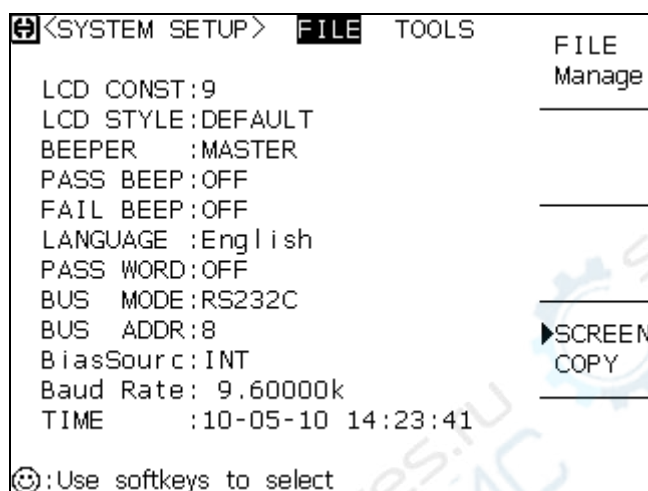 <SYSTEM SETUP> FILE TOOLS
LCD CONST:9
LCD STYLE:DEFAULT
BEEPER :MASTER
PASS BEEP:OFF
FAIL BEEP:OFF
LANGUAGE :English
PASS WORD:OFF
BUS MODE:RS232C
BUS ADDR:8
BiasSourc:INT
Baud Rate: 9.60000k
TIME :10-05-10 14:23:41
:Use softkeys to select
FILE
Manage
SCREEN
COPY